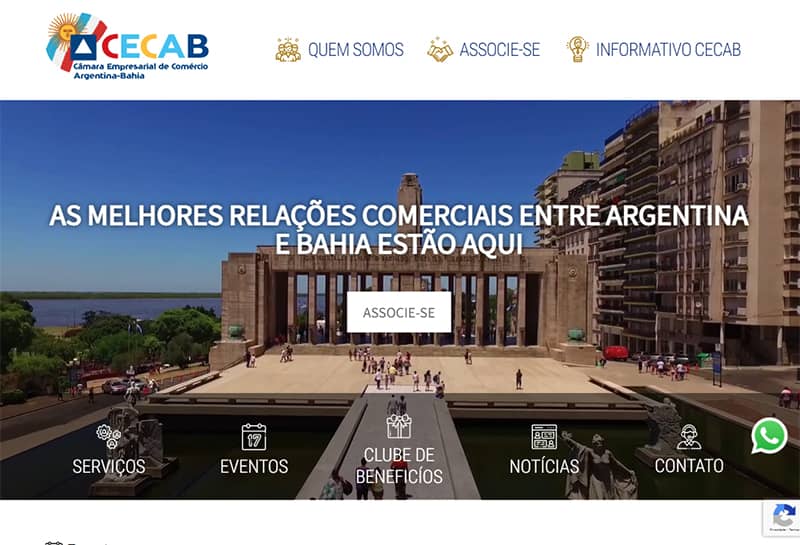 CECAB
Câmara Empresarial de Comércio
Argentina-Bahia
QUEM SOMOS
ASSOCIE-SE
INFORMATIVO CECAB
AS MELHORES RELAÇÕES COMERCIAIS ENTRE ARGENTINA
E BAHIA ESTÃO AQUI
ASSOCIE-SE
17
SERVIÇOS
EVENTOS
CLUBE DE
BENEFICÍOS
NOTÍCIAS
CONTATO